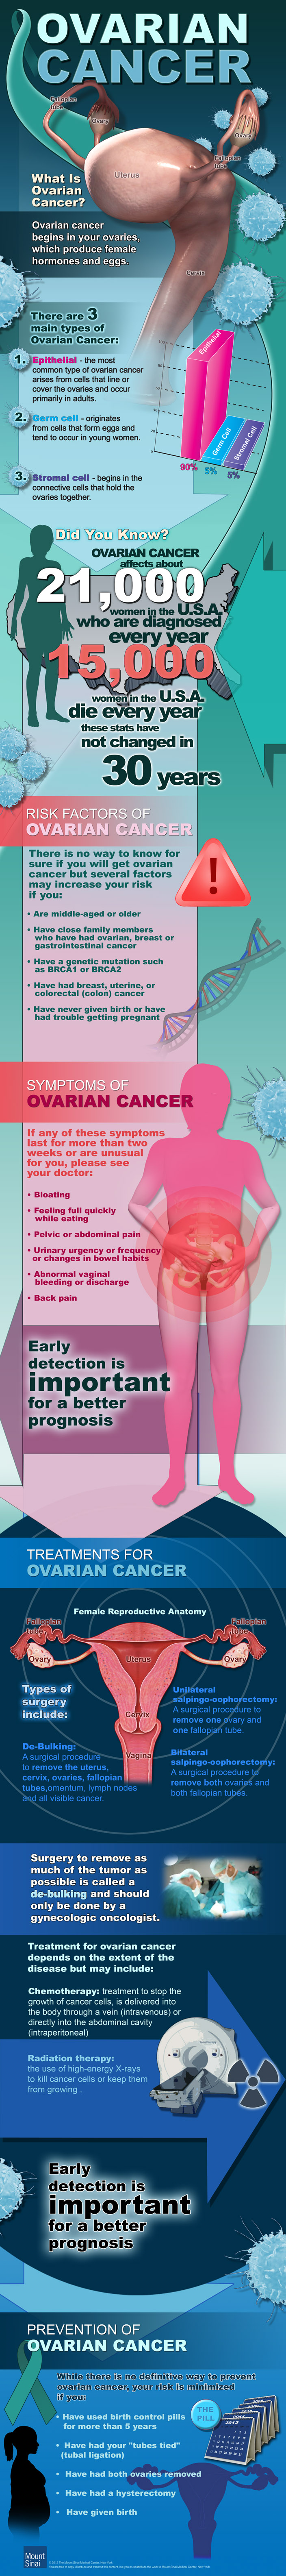 OVARIAN
CANCER
Fallopian
tube
Ovary
Ovary
Fallopian
tube
Uterus
Cervix
What Is
Ovarian
Cancer?
Ovarian cancer
begins in your ovaries,
which produce female
hormones and eggs.
There are 3
main types of
Ovarian Cancer:
1. Epithelial - the most
common type of ovarian cancer
arises from cells that line or
cover the ovaries and occur
primarily in adults.
2. Germ cell - originates
from cells that form eggs and
tend to occur in young women.
3. Stromal cell - begins in the
connective cells that hold the
ovaries together.
Epithelial
Germ Cell
Stromal Cell
90%
5%
5%
Did You Know?
OVARIAN CANCER
affects about
21,000
women in the U.S.A.
who are diagnosed
every year
15,000
women in the U.S.A.
die every year
these stats have
not changed in
30 years
RISK FACTORS OF
OVARIAN CANCER
There is no way to know for
sure if you will get ovarian
cancer but several factors
may increase your risk
if you:
• Are middle-aged or older
• Have close family members
who have had ovarian, breast or
gastrointestinal cancer
• Have a genetic mutation such
as BRCA1 or BRCA2
• Have had breast, uterine, or
colorectal (colon) cancer
• Have never given birth or have
had trouble getting pregnant
!
SYMPTOMS OF
OVARIAN CANCER
If any of these symptoms
last for more than two
weeks or are unusual
for you, please see
your doctor:
• Bloating
• Feeling full quickly
while eating
• Pelvic or abdominal pain
• Urinary urgency or frequency
or changes in bowel habits
• Abnormal vaginal
bleeding or discharge
• Back pain
Early
detection is
important
for a better
prognosis
TREATMENTS FOR
OVARIAN CANCER
Female Reproductive Anatomy
Fallopian
tube
Fallopian
tube
Ovary
Uterus
Ovary
Cervix
Vagina
Types of
surgery
include:
De-Bulking:
A surgical procedure
to remove the uterus,
cervix, ovaries, fallopian
tubes,omentum, lymph nodes
and all visible cancer.
Unilateral
salpingo-oophorectomy:
A surgical procedure to
remove one ovary and
one fallopian tube.
Bilateral
salpingo-oophorectomy:
A surgical procedure to
remove both ovaries and
both fallopian tubes.
Surgery to remove as
much of the tumor as
possible is called a
de-bulking and should
only be done by a
gynecologic oncologist.
Treatment for ovarian cancer
depends on the extent of the
disease but may include:
Chemotherapy: treatment to stop the
growth of cancer cells, is delivered into
the body through a vein (intravenous) or
directly into the abdominal cavity
(intraperitoneal)
Radiation therapy:
the use of high-energy X-rays
to kill cancer cells or keep them
from growing .
Early
detection is
important
for a better
prognosis
PREVENTION OF
OVARIAN CANCER
While there is no definitive way to prevent
ovarian cancer, your risk is minimized
if you:
• Have used birth control pills
for more than 5 years
• Have had your "tubes tied"
(tubal ligation)
• Have had both ovaries removed
• Have had a hysterectomy
• Have given birth
THE
PILL
2012
Mount
Sinai